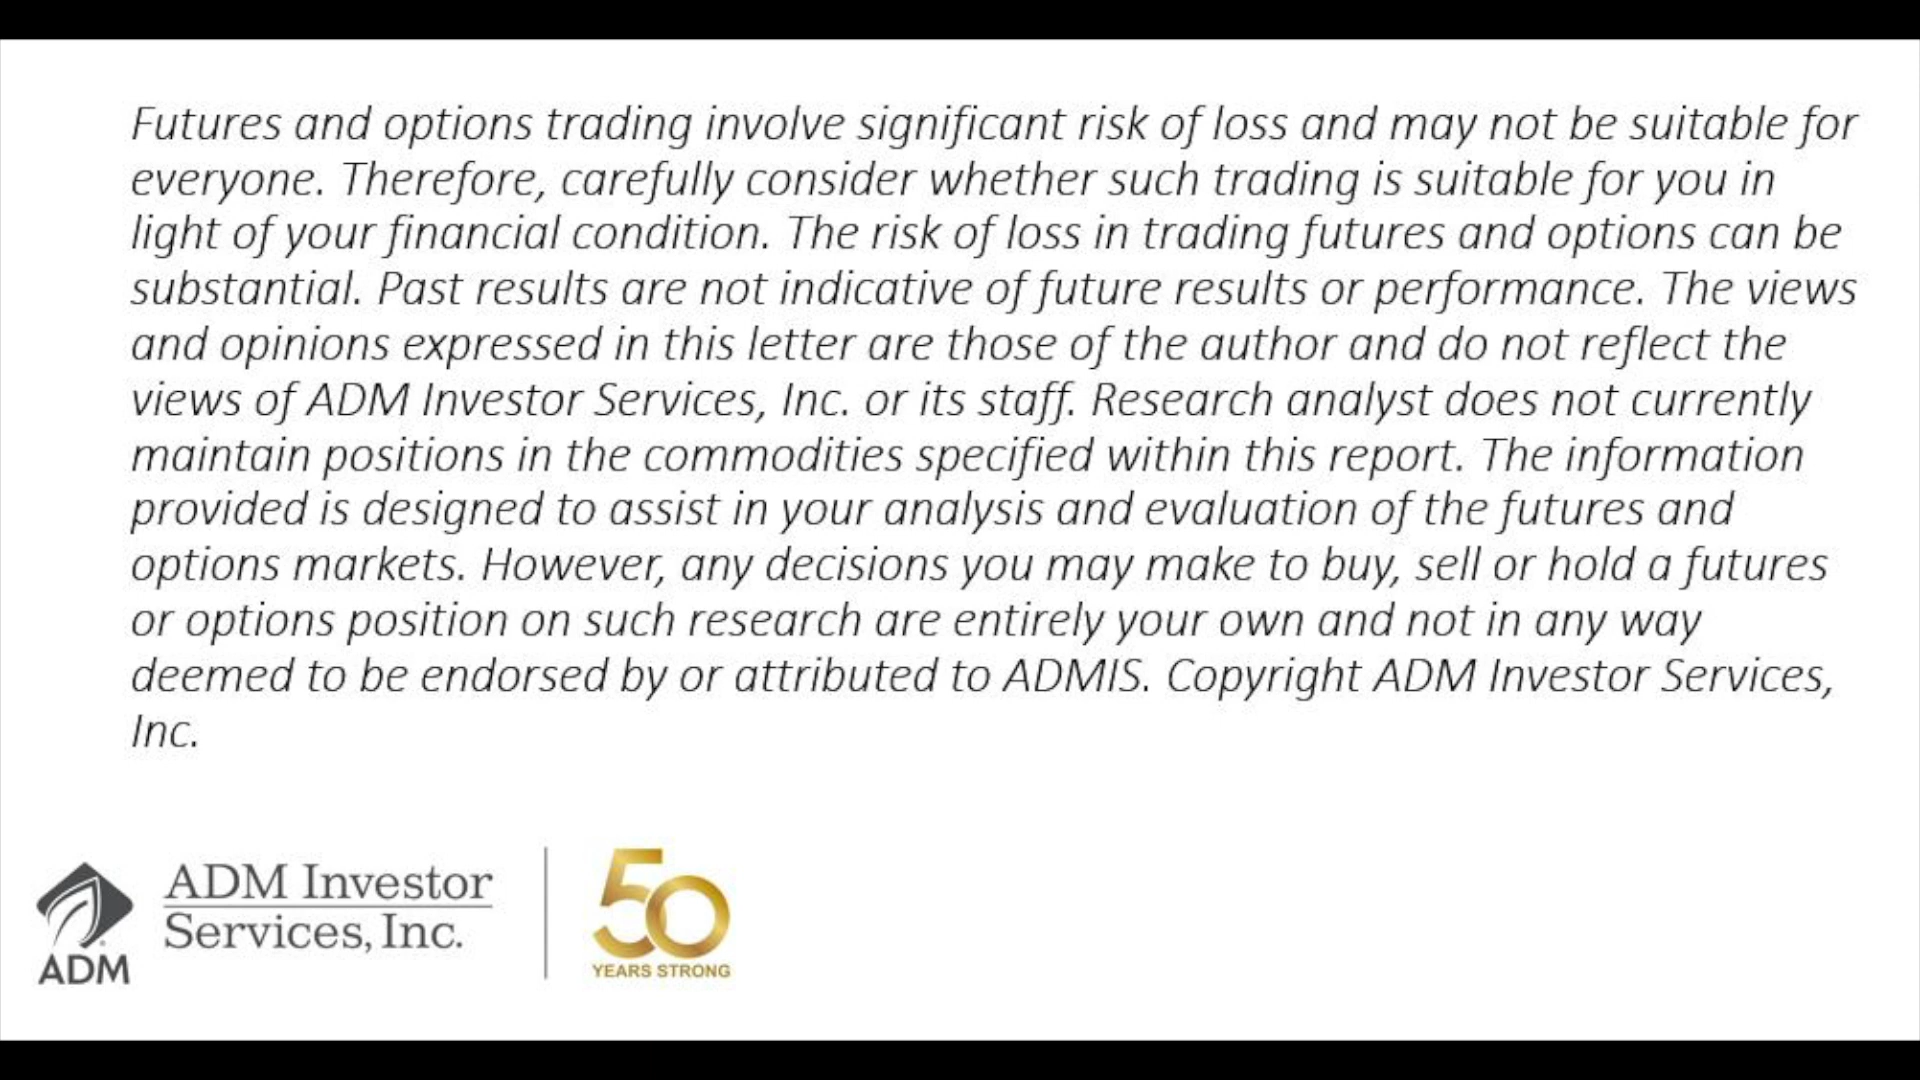 Futures and options trading involve significant risk of loss and may not be suitable for
everyone. Therefore, carefully consider whether such trading is suitable for you in
light of your financial condition. The risk of loss in trading futures and options can be
substantial. Past results are not indicative of future results or performance. The views
and opinions expressed in this letter are those of the author and do not reflect the
views of ADM Investor Services, Inc. or its staff. Research analyst does not currently
maintain positions in the commodities specified within this report. The information
provided is designed to assist in your analysis and evaluation of the futures and
options markets. However, any decisions you may make to buy, sell or hold a futures
or options position on such research are entirely your own and not in any way
deemed to be endorsed by or attributed to ADMIS. Copyright ADM Investor Services,
Inc.
ADM
ADM Investor
Services, Inc.
50
YEARS STRONG